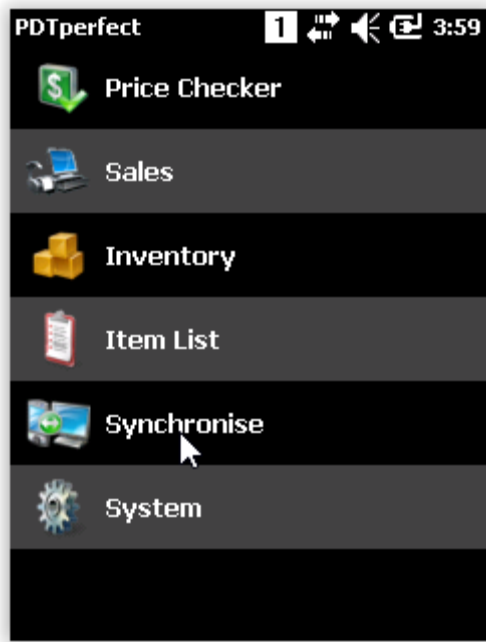 PDTperfect 1 3:59
Price Checker
Sales
Inventory
Item List
Synchronise
System